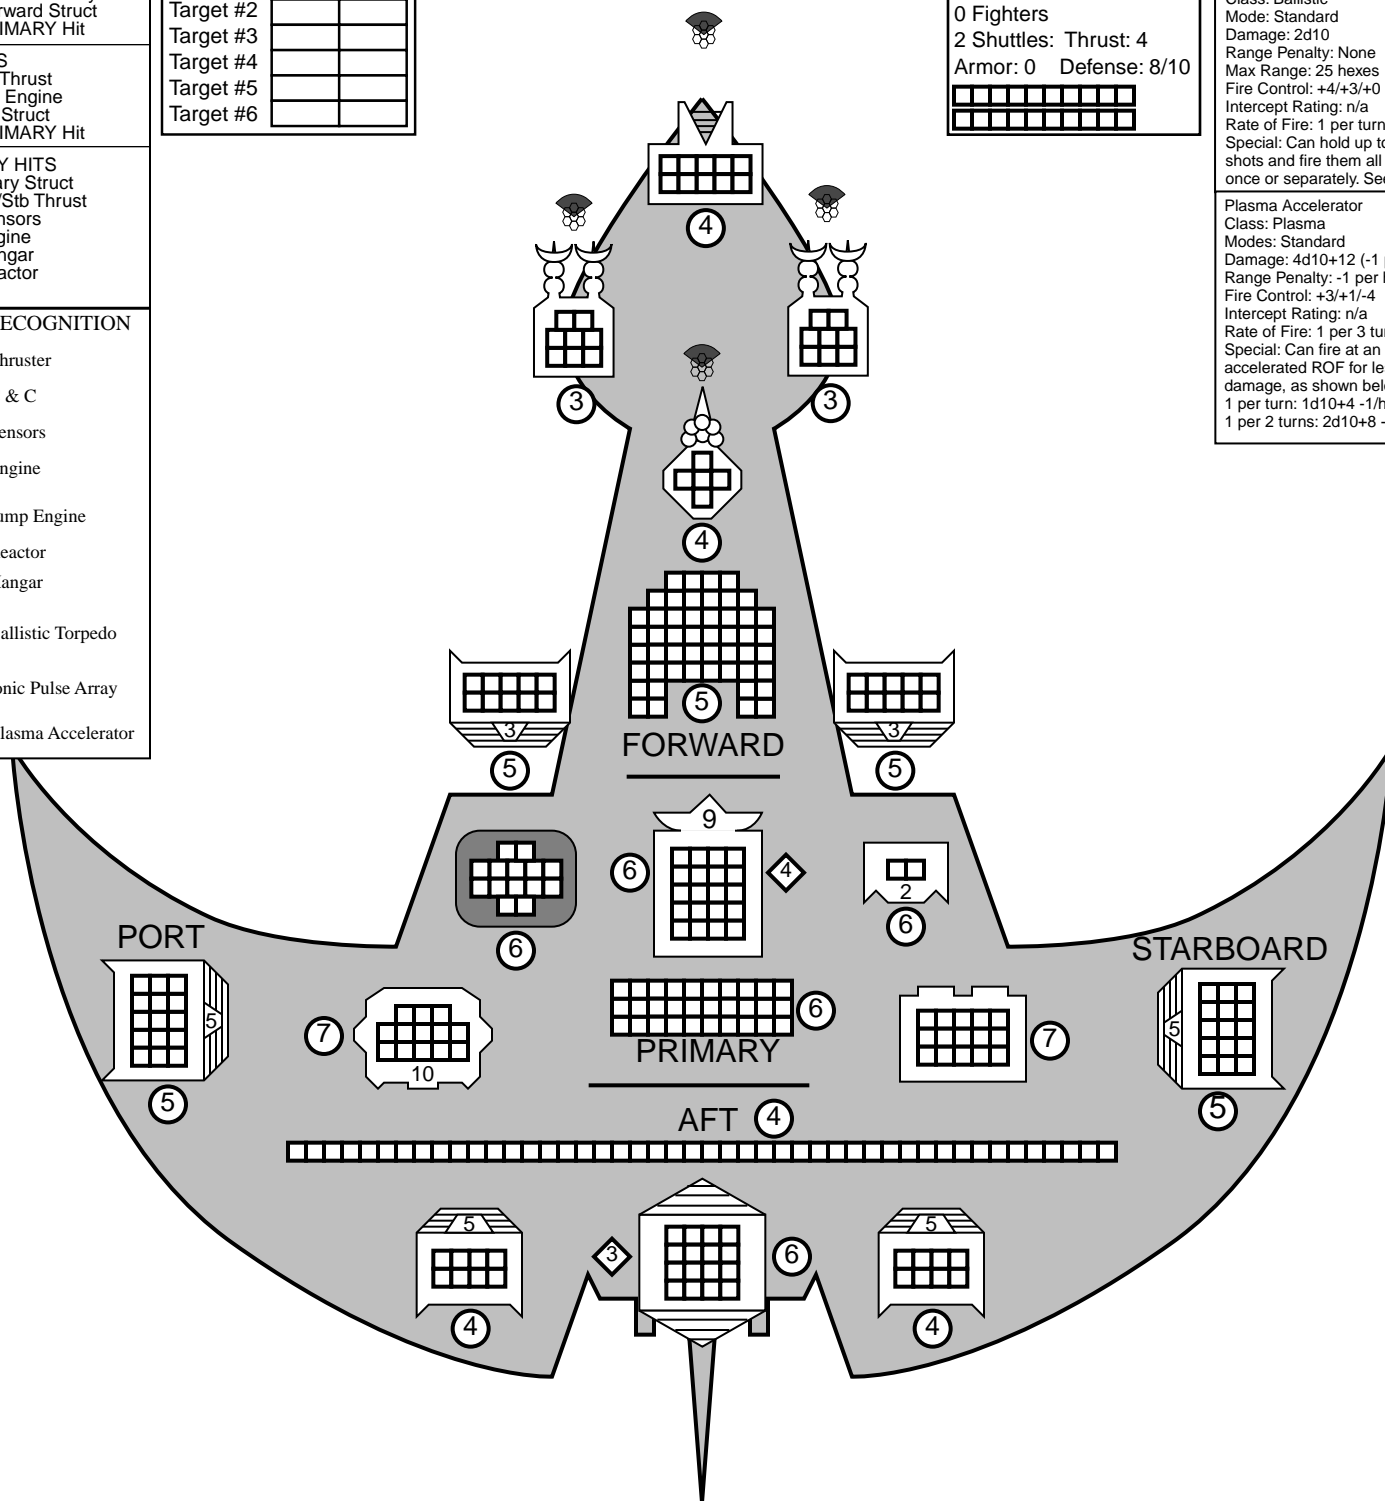 rward Struct
IMARY Hit
S
Thrust
Engine
Struct
IMARY Hit
Y HITS
ary Struct
/Stb Thrust
nsors
gine
ngar
actor
ECOGNITION
hruster
& C
ensors
ngine
ump Engine
eactor
angar
allistic Torpedo
onic Pulse Array
lasma Accelerator
Target #2
Target #3
Target #4
Target #5
Target #6
0 Fighters
2 Shuttles: Thrust: 4
Armor: 0 Defense: 8/10
Class: Ballistic
Mode: Standard
Damage: 2d10
Range Penalty: None
Max Range: 25 hexes
Fire Control: +4/+3/+0
Intercept Rating: n/a
Rate of Fire: 1 per turn
Special: Can hold up to
shots and fire them all
once or separately. See
Plasma Accelerator
Class: Plasma
Modes: Standard
Damage: 4d10+12 (-1 p
Range Penalty: -1 per h
Fire Control: +3/+1/-4
Intercept Rating: n/a
Rate of Fire: 1 per 3 tur
Special: Can fire at an
accelerated ROF for le
damage, as shown bel
1 per turn: 1d10+4 -1/h
1 per 2 turns: 2d10+8 -
4
3
3
4
5
3
3
5
5
FORWARD
9
6
4
2
6
6
PORT
STARBOARD
5
5
7
10
6
7
PRIMARY
5
5
AFT 4
5
5
3
6
4
4